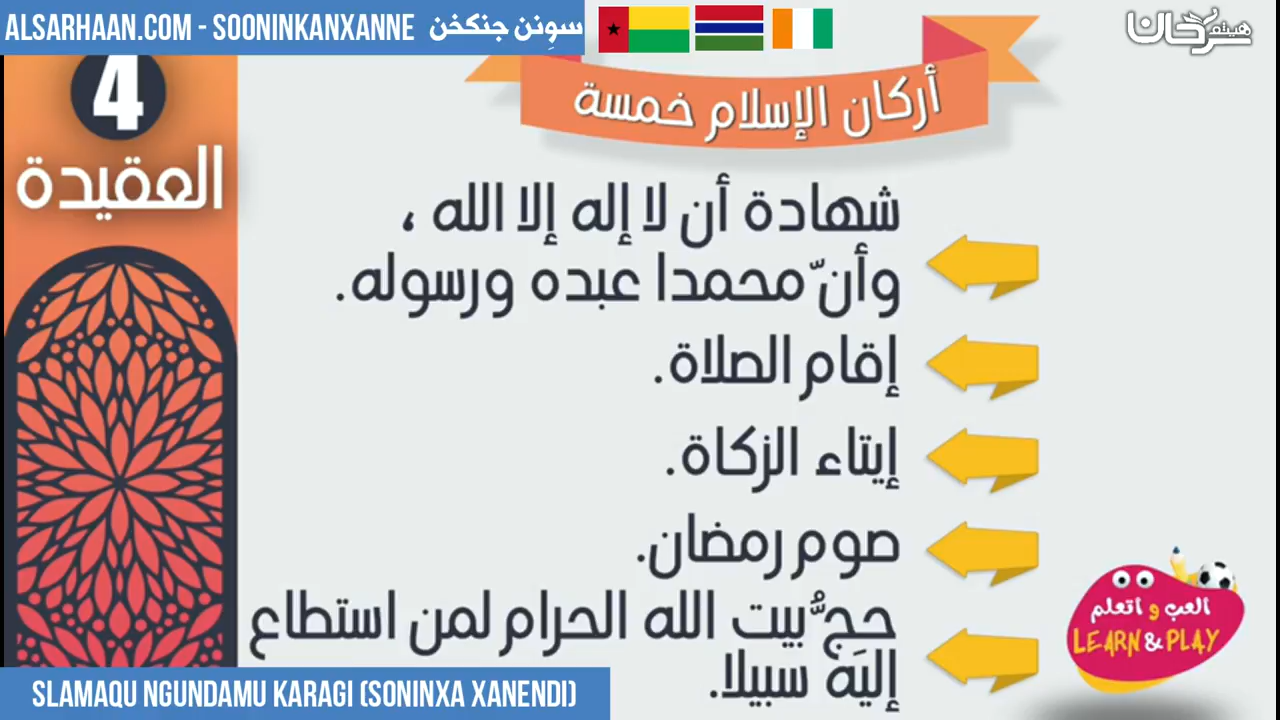 ALSARHAAN.COM - SOONINKANXANNE سوِنن جنكخن
هيثم سرحان
4
العقيدة
أركان الإسلام خمسة
شهادة أن لا إله إلا الله ،
وأنّ محمدا عبده ورسوله.
إقام الصلاة.
إيتاء الزكاة.
صوم رمضان.
حجُّ بيت الله الحرام لمن استطاع
إليَه سبيلا.
العب و أتعلم
LEARN & PLAY
SLAMAQU NGUNDAMU KARAGI (SONINXA XANENDI)